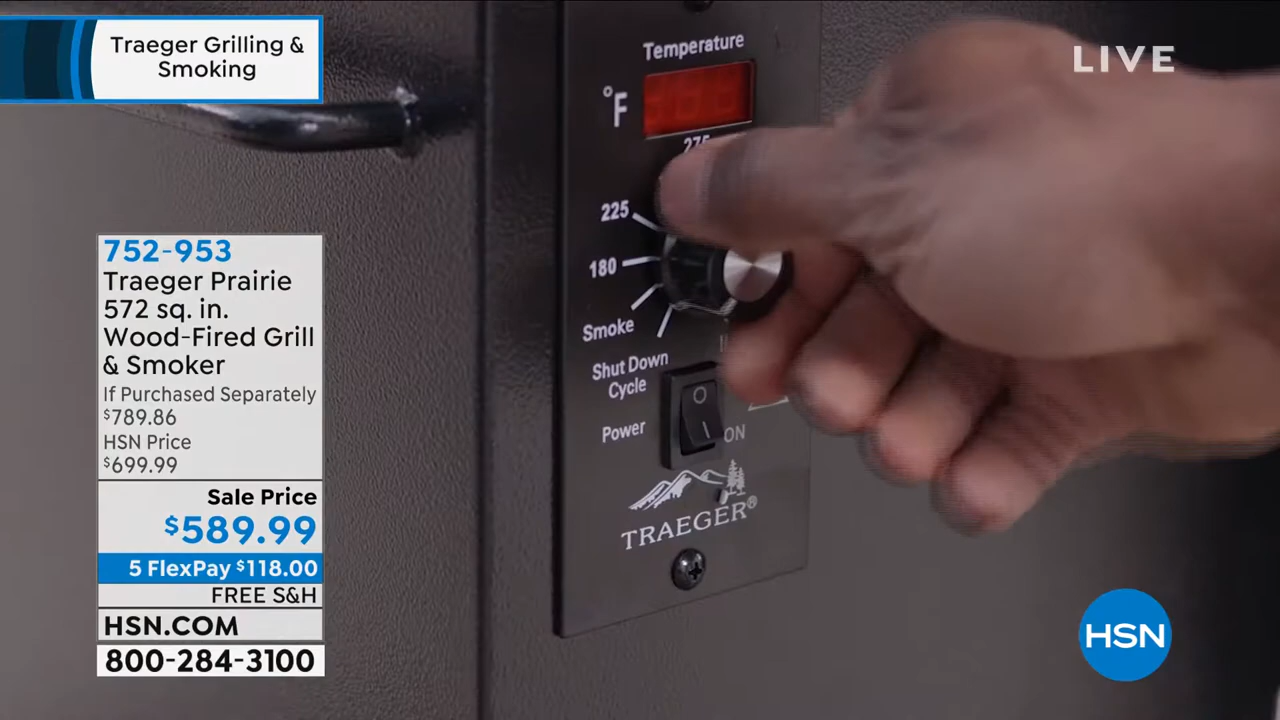 Traeger Grilling &
Smoking
LIVE
Temperature
°F
275
225
180
Smoke
Shut Down
Cycle
Power
O
I
ON
TRAEGER®
752-953
Traeger Prairie
572 sq. in.
Wood-Fired Grill
& Smoker
If Purchased Separately
$789.86
HSN Price
$699.99
Sale Price
$589.99
5 FlexPay $118.00
FREE S&H
HSN.COM
800-284-3100
HSN